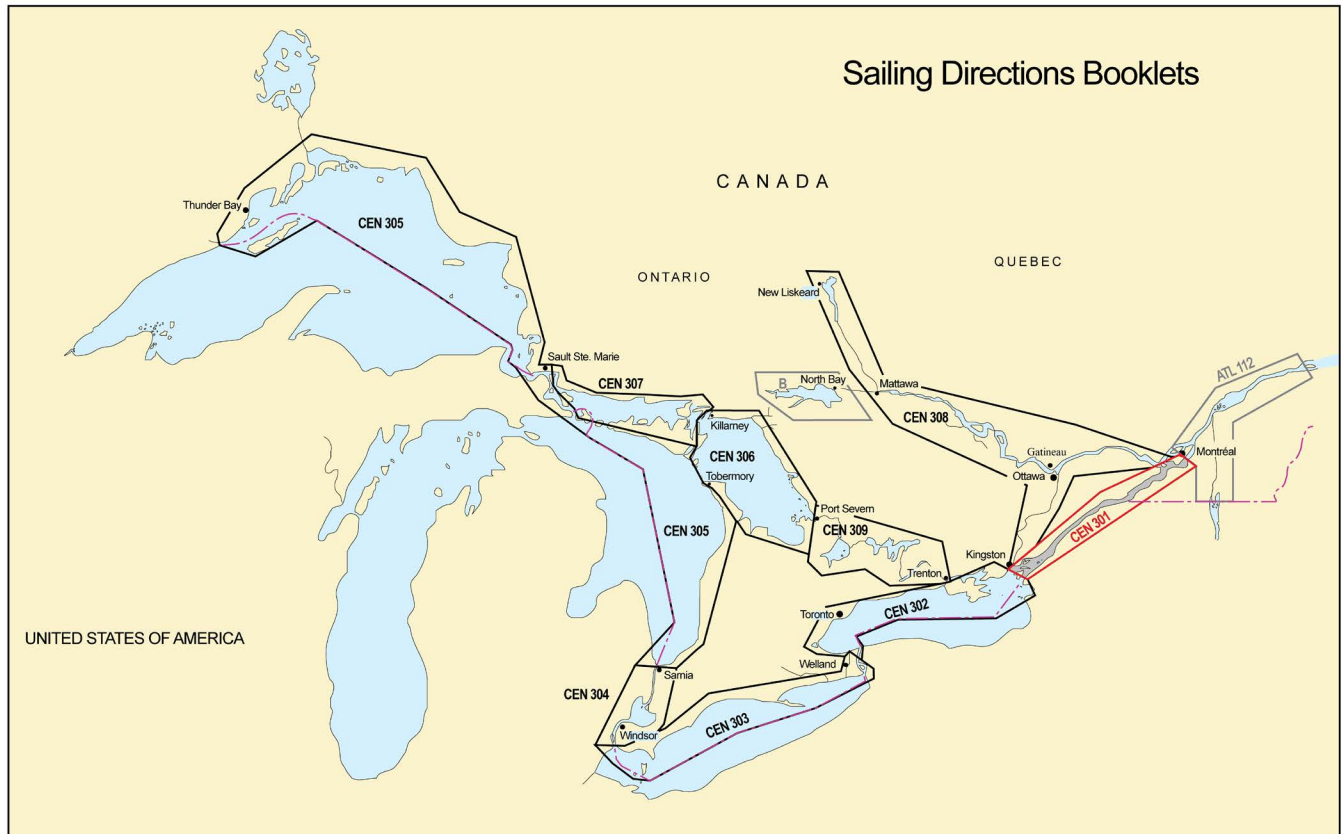 Sailing Directions Booklets
CANADA
Thunder Bay
CEN 305
ONTARIO
QUEBEC
New Liskeard
Sault Ste. Marie
CEN 307
B
North Bay
Mattawa
ATL 112
CEN 308
Killarney
CEN 306
Gatineau
Montréal
Tobermory
Ottawa
Port Severn
CEN 309
CEN 305
CEN 301
Kingston
Trenton
Toronto
CEN 302
UNITED STATES OF AMERICA
Welland
Sarnia
CEN 304
CEN 303
Windsor